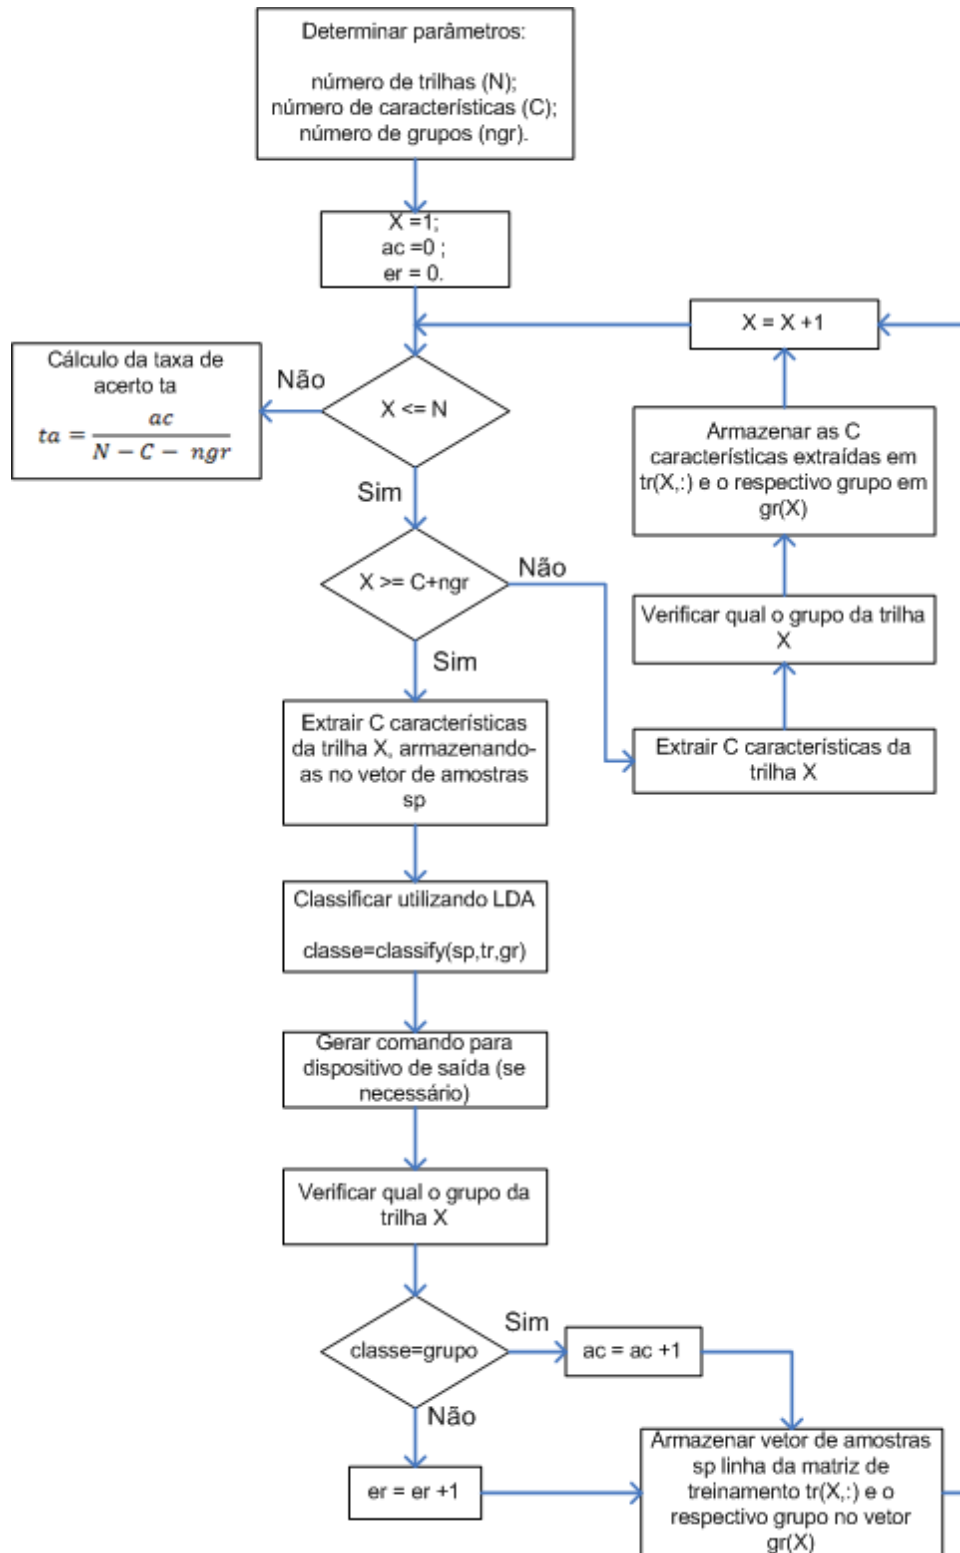 Determinar parâmetros:
número de trilhas (N);
número de características (C);
número de grupos (ngr).
X =1;
ac =0 ;
er = 0.
X = X +1
Cálculo da taxa de
acerto ta
ta = ac / (N − C − ngr)
Não
X <= N
Sim
Armazenar as C
características extraídas em
tr(X,:) e o respectivo grupo em
gr(X)
X >= C+ngr
Não
Sim
Verificar qual o grupo da trilha
X
Extrair C características da
trilha X
Extrair C características
da trilha X, armazenando-
as no vetor de amostras
sp
Classificar utilizando LDA
classe=classify(sp,tr,gr)
Gerar comando para
dispositivo de saída (se
necessário)
Verificar qual o grupo da
trilha X
classe=grupo
Sim
ac = ac +1
Não
er = er +1
Armazenar vetor de amostras
sp linha da matriz de
treinamento tr(X,:) e o
respectivo grupo no vetor
gr(X)